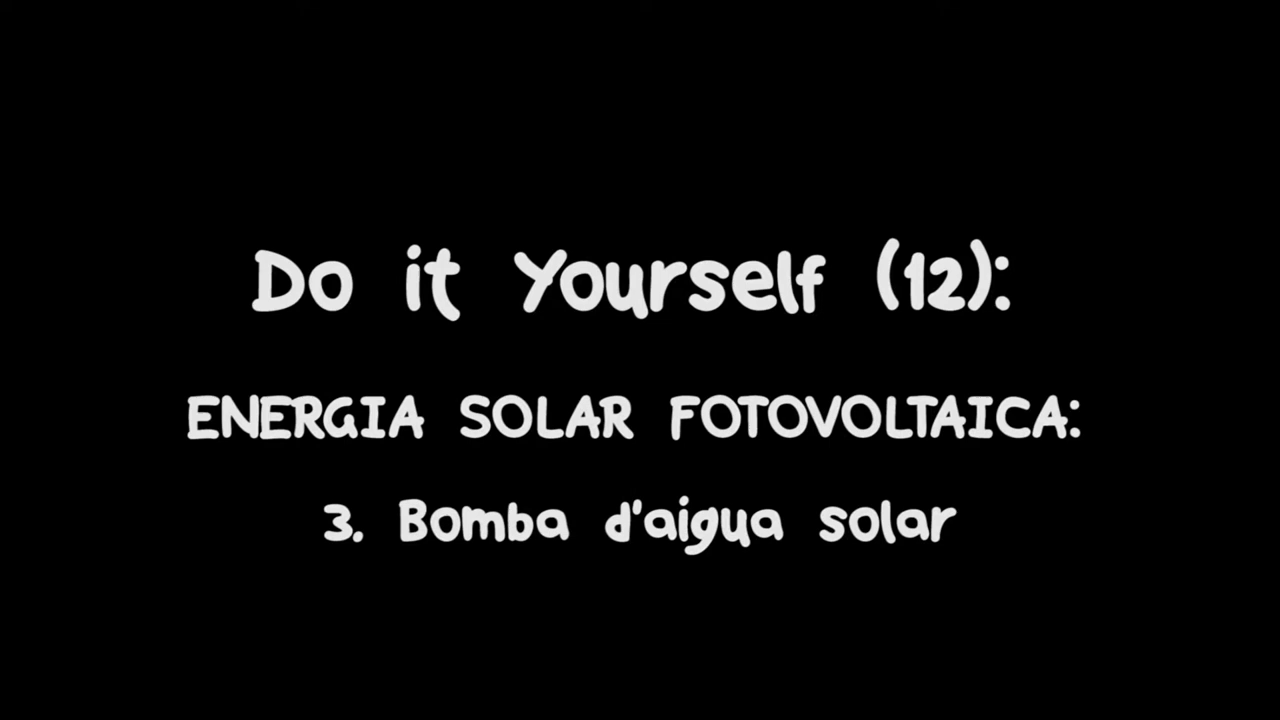 Do it Yourself (12):
ENERGIA SOLAR FOTOVOLTAICA:
3. Bomba d'aigua solar